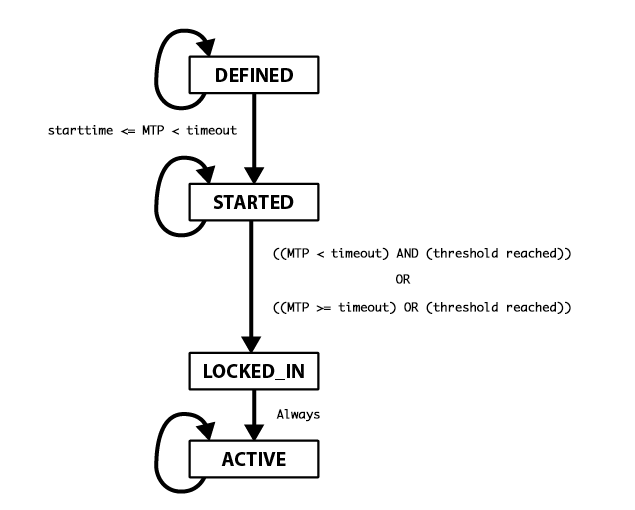 DEFINED
starttime <= MTP < timeout
STARTED
((MTP < timeout) AND (threshold reached))
OR
((MTP >= timeout) OR (threshold reached))
LOCKED_IN
Always
ACTIVE